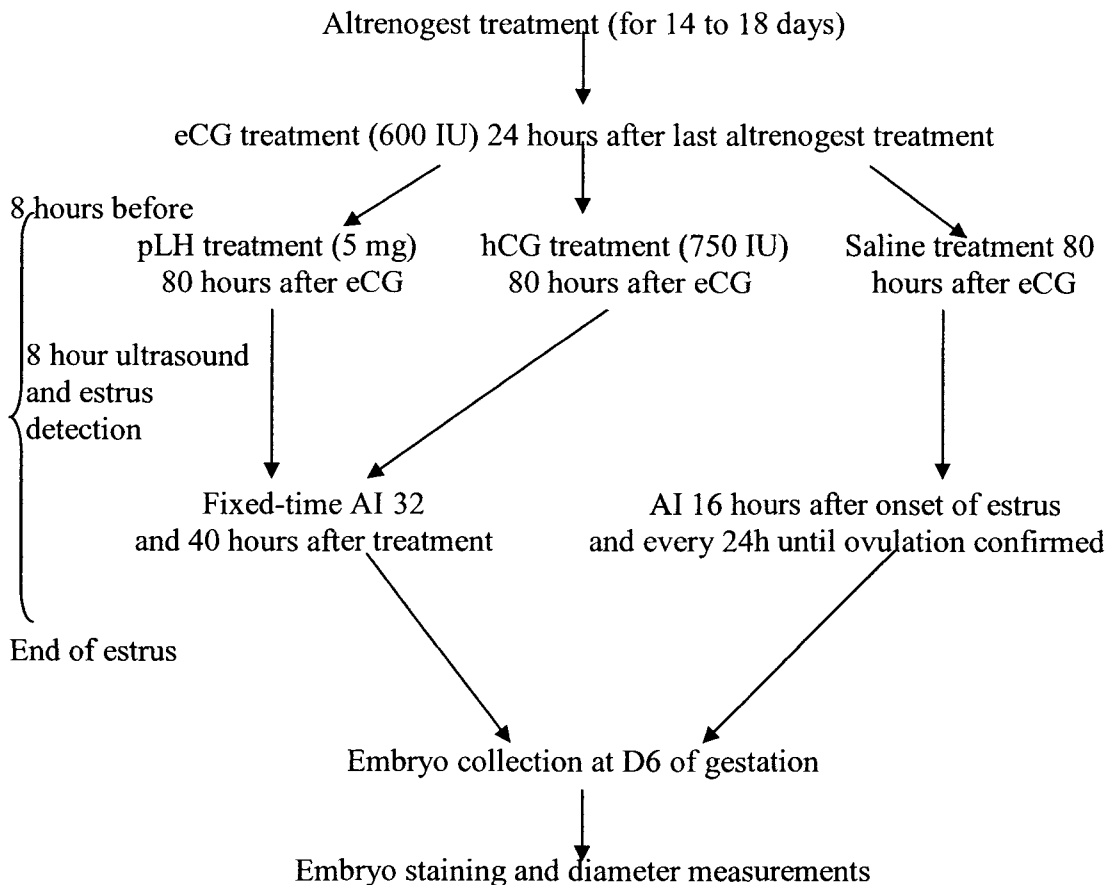 Altrenogest treatment (for 14 to 18 days)
eCG treatment (600 IU) 24 hours after last altrenogest treatment
8 hours before
pLH treatment (5 mg)
80 hours after eCG
hCG treatment (750 IU)
80 hours after eCG
Saline treatment 80
hours after eCG
8 hour ultrasound
and estrus
detection
Fixed-time AI 32
and 40 hours after treatment
AI 16 hours after onset of estrus
and every 24h until ovulation confirmed
End of estrus
Embryo collection at D6 of gestation
Embryo staining and diameter measurements